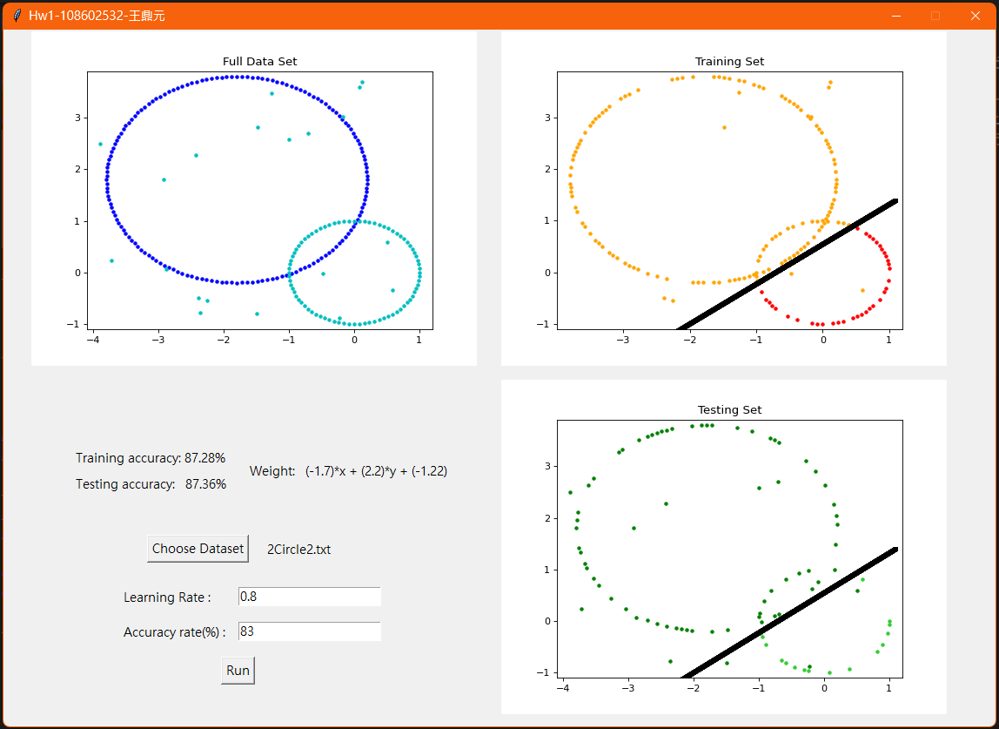 Hw1-108602532-王鼎元
Full Data Set
3
2
1
0
−1
−4 −3 −2 −1 0 1
Training Set
3
2
1
0
−1
−3 −2 −1 0 1
Training accuracy: 87.28%
Testing accuracy: 87.36%
Weight: (-1.7)*x + (2.2)*y + (-1.22)
Choose Dataset 2Circle2.txt
Learning Rate : 0.8
Accuracy rate(%) : 83
Run
Testing Set
3
2
1
0
−1
−4 −3 −2 −1 0 1